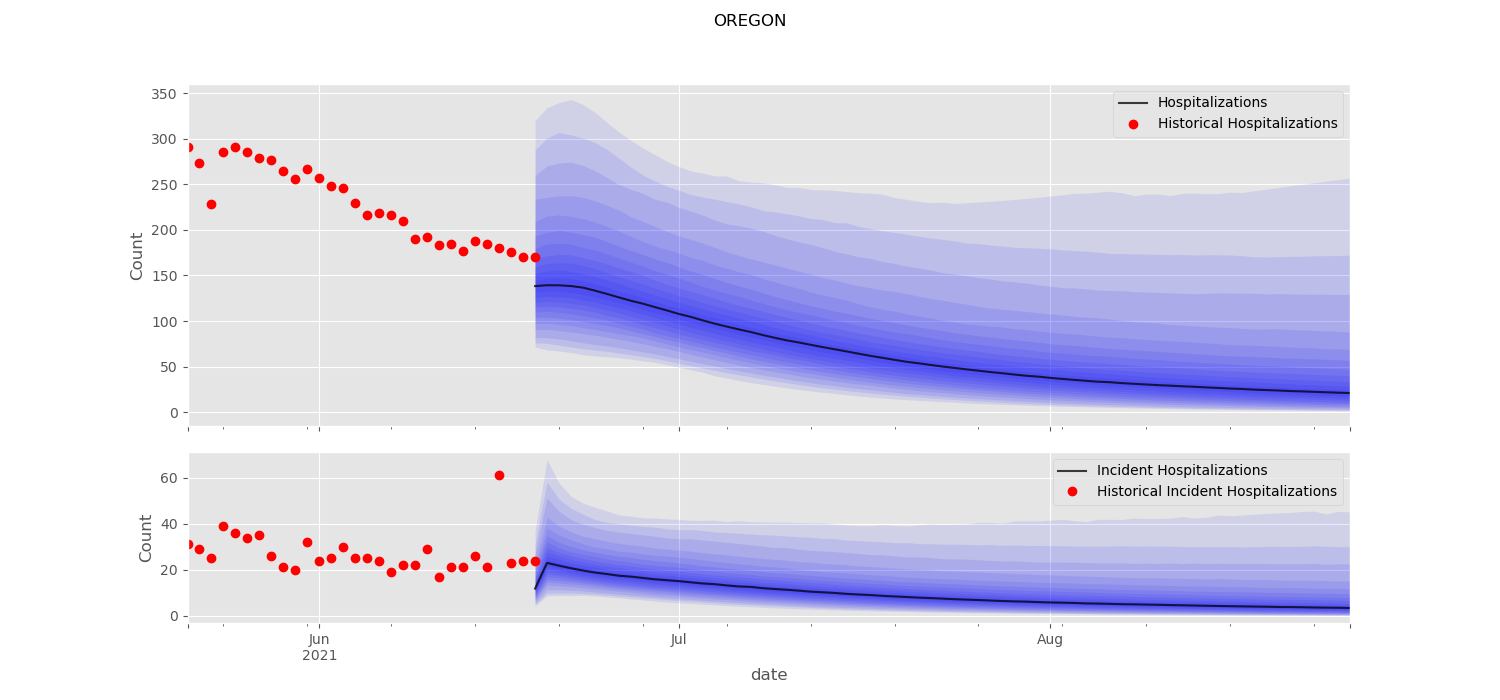 OREGON
350
300
250
200
150
100
50
0
Count
Hospitalizations
Historical Hospitalizations
60
40
20
0
Count
Incident Hospitalizations
Historical Incident Hospitalizations
Jun
2021
Jul
Aug
date